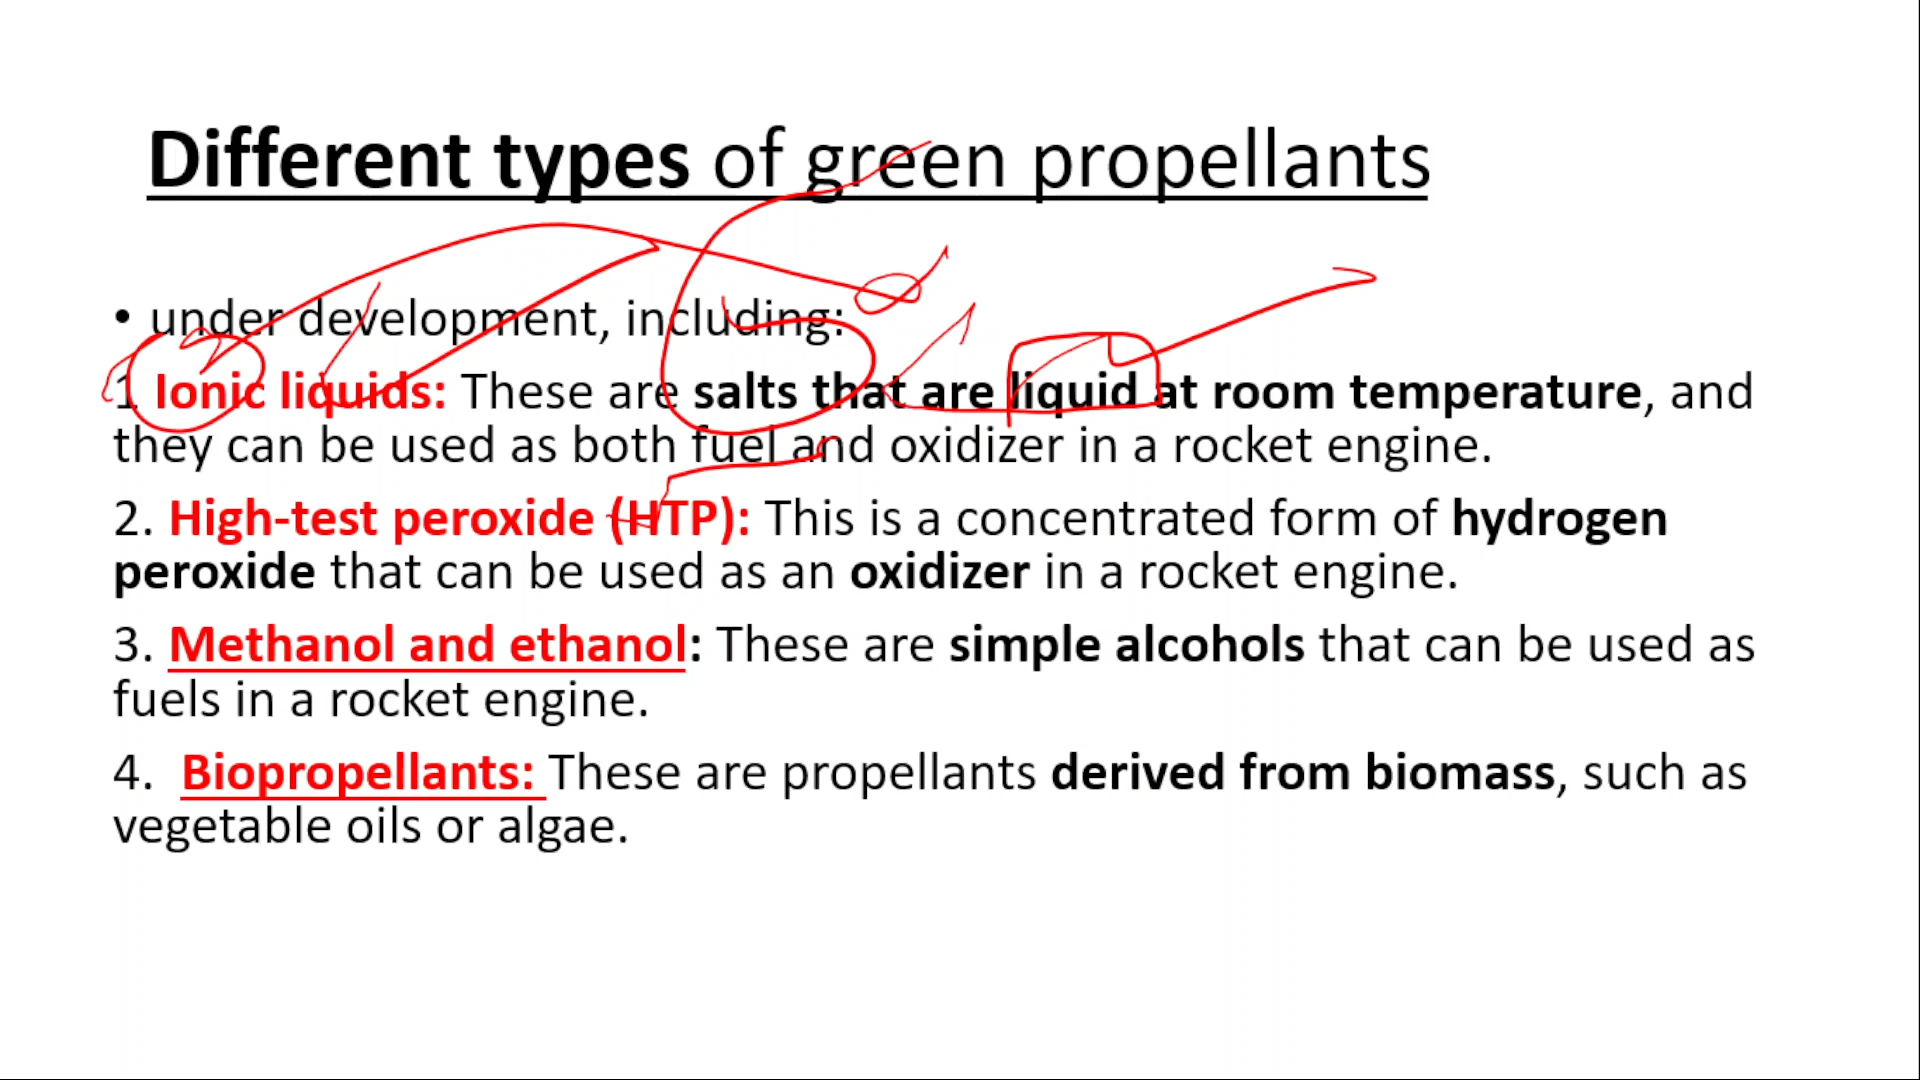 Different types of green propellants
• under development, including:
1 Ionic liquids: These are salts that are liquid at room temperature, and
they can be used as both fuel and oxidizer in a rocket engine.
2. High-test peroxide (HTP): This is a concentrated form of hydrogen
peroxide that can be used as an oxidizer in a rocket engine.
3. Methanol and ethanol: These are simple alcohols that can be used as
fuels in a rocket engine.
4. Biopropellants: These are propellants derived from biomass, such as
vegetable oils or algae.